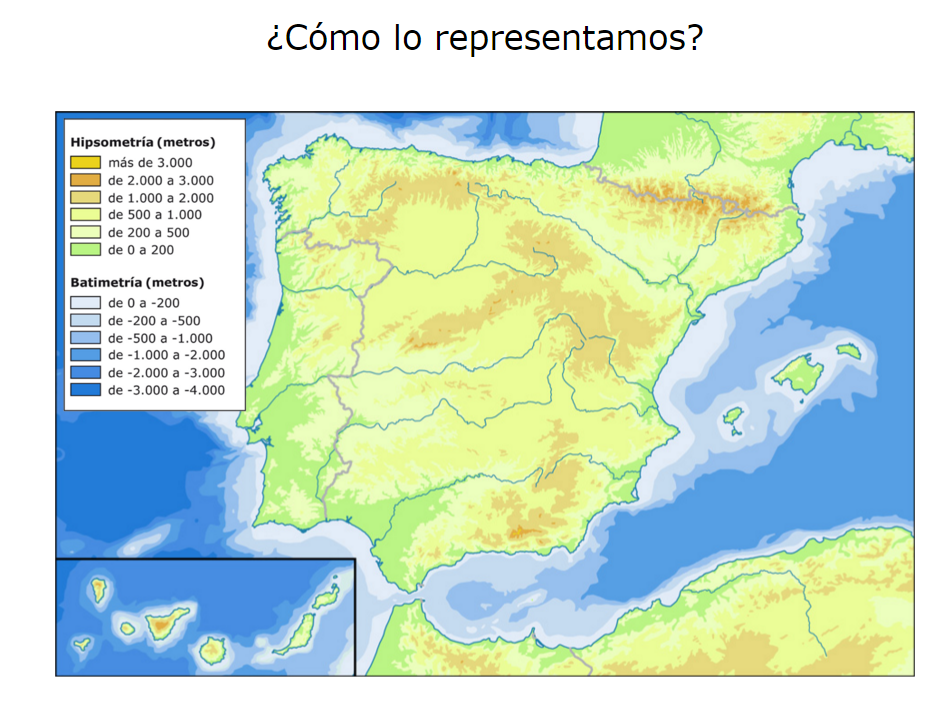 ¿Cómo lo representamos?
Hipsometría (metros)
más de 3.000
de 2.000 a 3.000
de 1.000 a 2.000
de 500 a 1.000
de 200 a 500
de 0 a 200
Batimetría (metros)
de 0 a -200
de -200 a -500
de -500 a -1.000
de -1.000 a -2.000
de -2.000 a -3.000
de -3.000 a -4.000